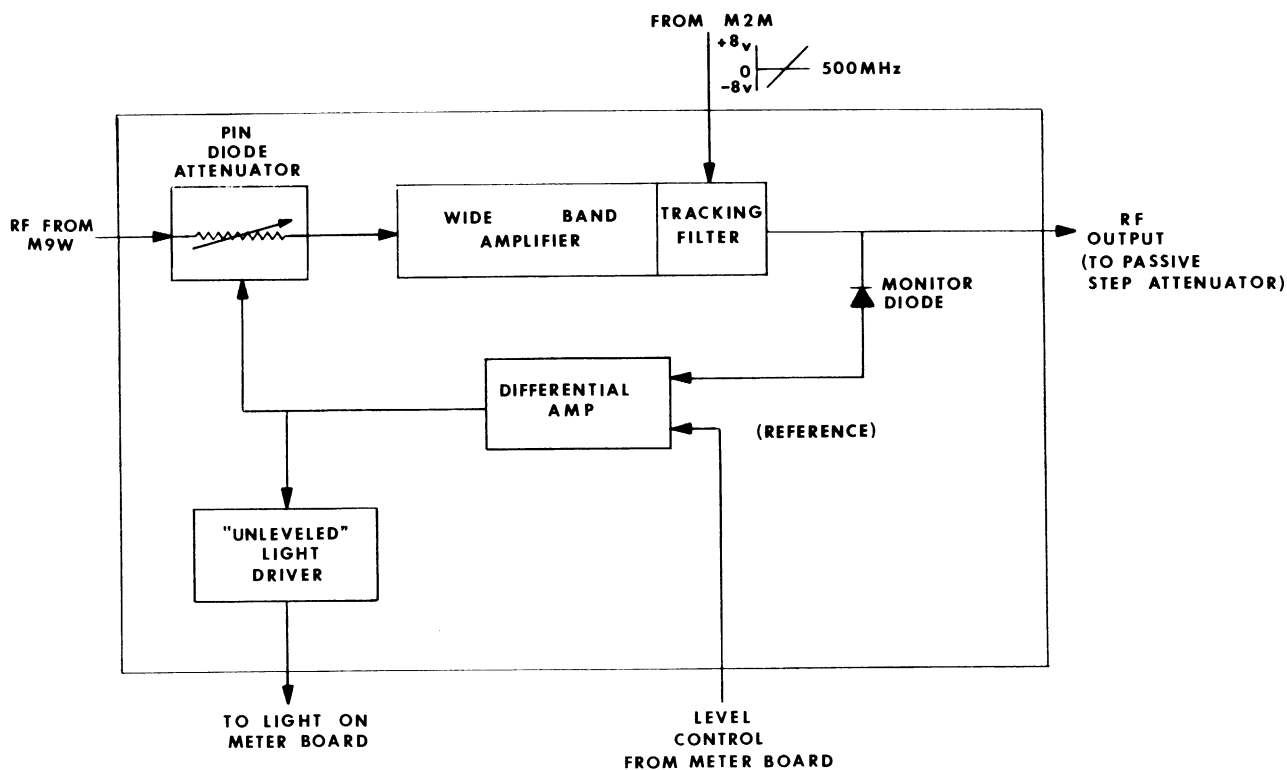 FROM M2M
+8v
0
-8v
500MHz
PIN
DIODE
ATTENUATOR
RF FROM
M9W
WIDE BAND
AMPLIFIER
TRACKING
FILTER
RF
OUTPUT
(TO PASSIVE
STEP ATTENUATOR)
MONITOR
DIODE
DIFFERENTIAL
AMP
(REFERENCE)
"UNLEVELED"
LIGHT
DRIVER
TO LIGHT ON
METER BOARD
LEVEL
CONTROL
FROM METER BOARD